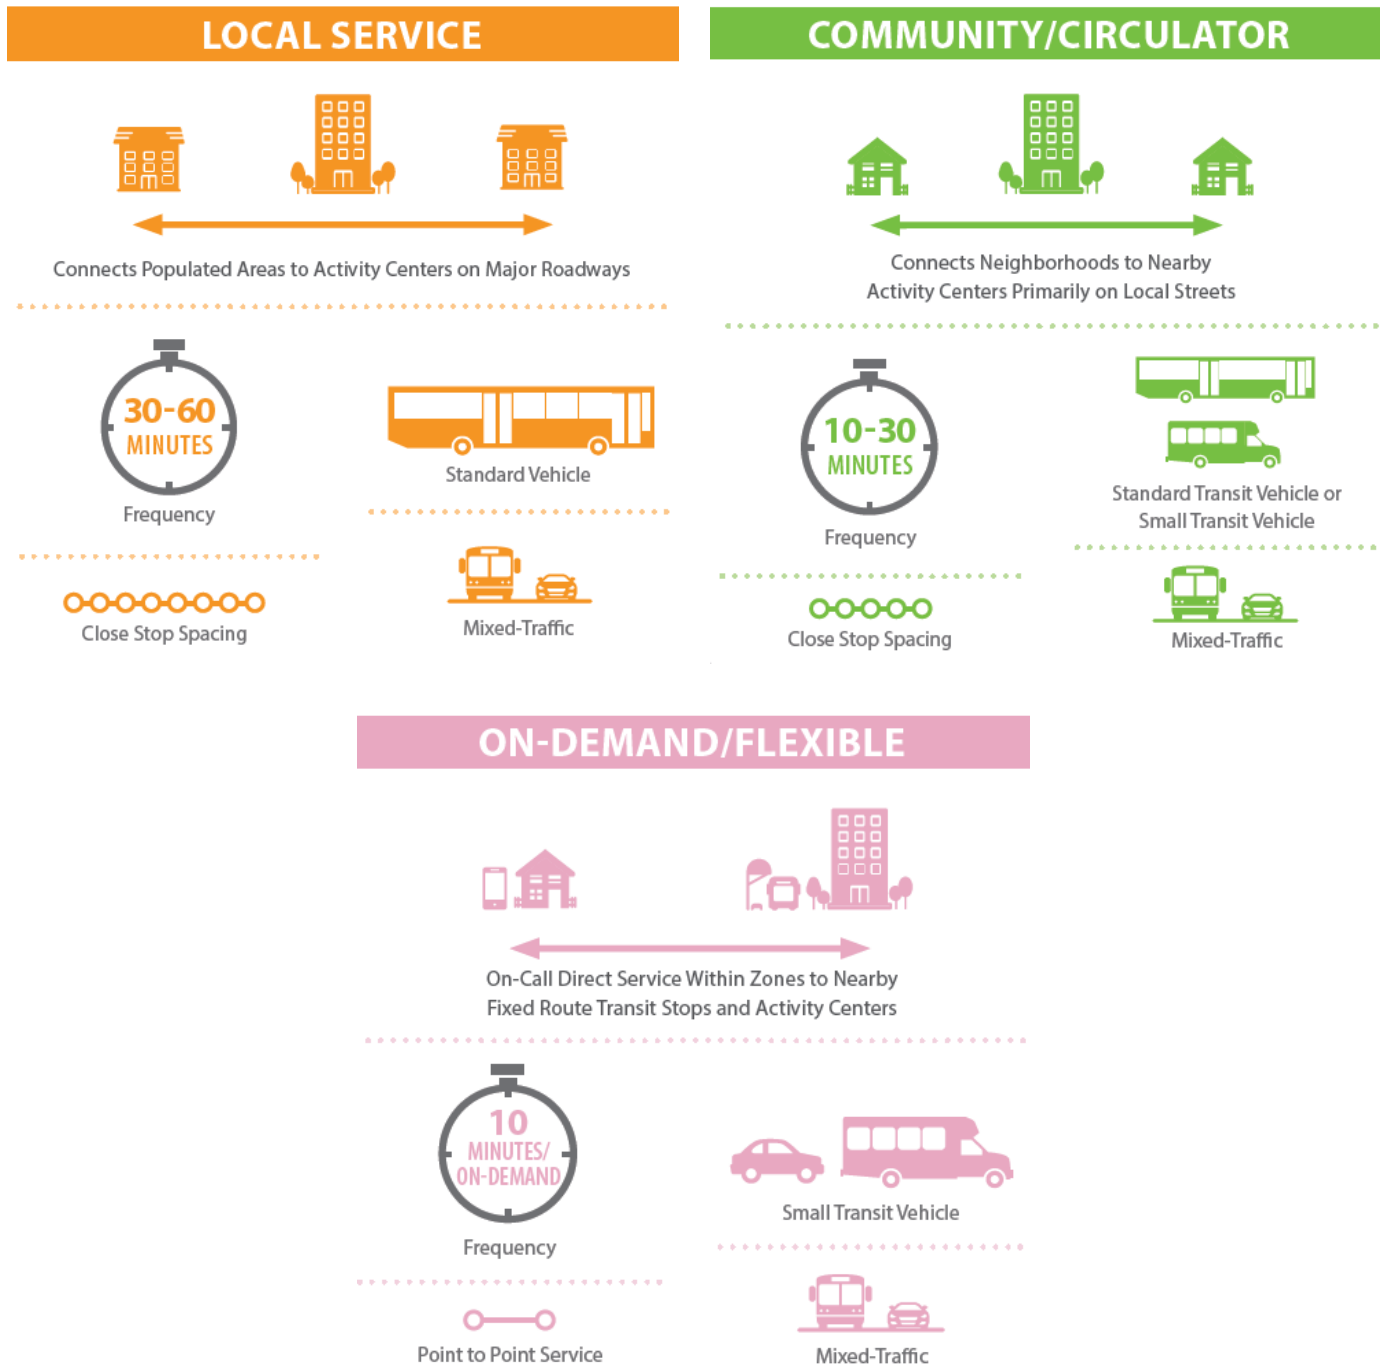 LOCAL SERVICE
Connects Populated Areas to Activity Centers on Major Roadways
30-60
MINUTES
Frequency
Standard Vehicle
Close Stop Spacing
Mixed-Traffic
COMMUNITY/CIRCULATOR
Connects Neighborhoods to Nearby
Activity Centers Primarily on Local Streets
10-30
MINUTES
Frequency
Standard Transit Vehicle or
Small Transit Vehicle
Close Stop Spacing
Mixed-Traffic
ON-DEMAND/FLEXIBLE
On-Call Direct Service Within Zones to Nearby
Fixed Route Transit Stops and Activity Centers
10
MINUTES/
ON-DEMAND
Frequency
Small Transit Vehicle
Point to Point Service
Mixed-Traffic